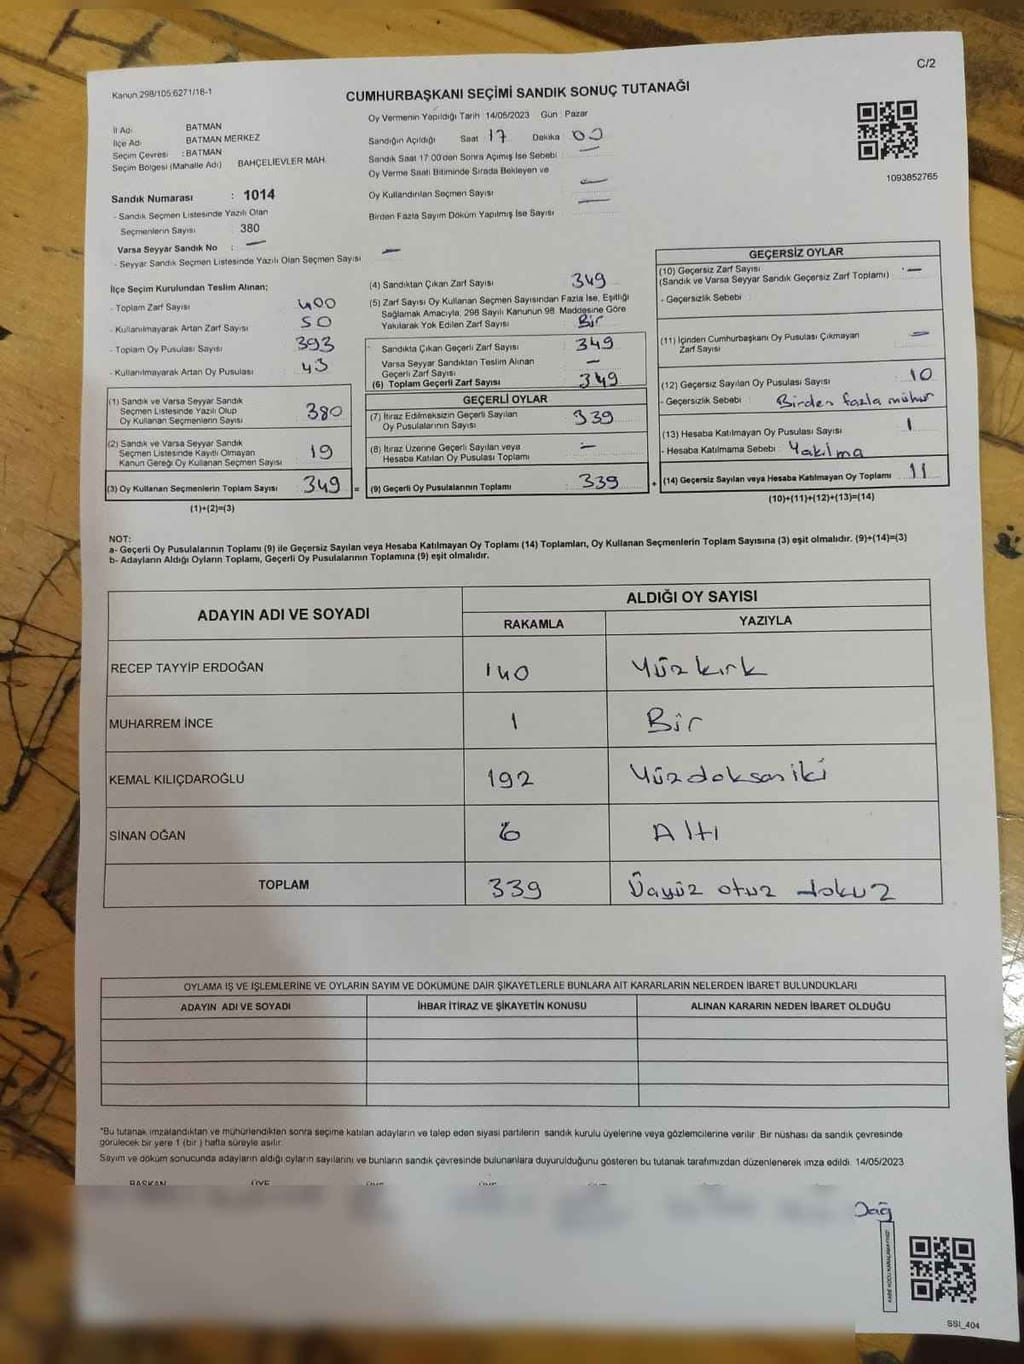 C/2
Kanun 298/105.6271/18-1
CUMHURBAŞKANI SEÇİMİ SANDIK SONUÇ TUTANAĞI
İl Adı BATMAN
İlçe Adı BATMAN MERKEZ
Seçim Çevresi : BATMAN
Seçim Bölgesi (Mahalle Adı) BAHÇELİEVLER MAH.
Sandık Numarası : 1014
- Sandık Seçmen Listesinde Yazılı Olan
Seçmenlerin Sayısı 380
Varsa Seyyar Sandık No : —
- Seyyar Sandık Seçmen Listesinde Yazılı Olan Seçmen Sayısı —
Oy Vermenin Yapıldığı Tarih 14/05/2023 Gün Pazar
Sandığın Açıldığı Saat 17 Dakika 00
Sandık Saat 17:00'den Sonra Açımış İse Sebebi —
Oy Verme Saati Bitiminde Sırada Bekleyen ve
Oy Kullandırılan Seçmen Sayısı —
Birden Fazla Sayım Döküm Yapılmış İse Sayısı —
1093852765
İlçe Seçim Kurulundan Teslim Alınan;
- Toplam Zarf Sayısı 400
- Kullanılmayarak Artan Zarf Sayısı 50
- Toplam Oy Pusulası Sayısı 393
- Kullanılmayarak Artan Oy Pusulası 43
(1) Sandık ve Varsa Seyyar Sandık
Seçmen Listesinde Yazılı Olup
Oy Kullanan Seçmenlerin Sayısı 380
(2) Sandık ve Varsa Seyyar Sandık
Seçmen Listesinde Kayıtlı Olmayan
Kanun Gereği Oy Kullanan Seçmen Sayısı 19
(3) Oy Kullanan Seçmenlerin Toplam Sayısı 349 =
(1)+(2)=(3)
(4) Sandıktan Çıkan Zarf Sayısı 349
(5) Zarf Sayısı Oy Kullanan Seçmen Sayısından Fazla İse, Eşitliği
Sağlamak Amacıyla, 298 Sayılı Kanunun 98. Maddesine Göre
Yakılarak Yok Edilen Zarf Sayısı Bir
Sandıkta Çıkan Geçerli Zarf Sayısı 349
Varsa Seyyar Sandıktan Teslim Alınan
Geçerli Zarf Sayısı —
(6) Toplam Geçerli Zarf Sayısı 349
GEÇERLİ OYLAR
(7) İtiraz Edilmeksizin Geçerli Sayılan
Oy Pusulalarının Sayısı 339
(8) İtiraz Üzerine Geçerli Sayılan veya
Hesaba Katılan Oy Pusulası Toplamı —
(9) Geçerli Oy Pusulalarının Toplamı 339 +
GEÇERSİZ OYLAR
(10) Geçersiz Zarf Sayısı —
(Sandık ve Varsa Seyyar Sandık Geçersiz Zarf Toplamı)
- Geçersizlik Sebebi
(11) İçinden Cumhurbaşkanı Oy Pusulası Çıkmayan
Zarf Sayısı —
(12) Geçersiz Sayılan Oy Pusulası Sayısı 10
- Geçersizlik Sebebi Birden fazla mühür
(13) Hesaba Katılmayan Oy Pusulası Sayısı 1
- Hesaba Katılmama Sebebi Yakılma
(14) Geçersiz Sayılan veya Hesaba Katılmayan Oy Toplamı 11
(10)+(11)+(12)+(13)=(14)
NOT:
a- Geçerli Oy Pusulalarının Toplamı (9) ile Geçersiz Sayılan veya Hesaba Katılmayan Oy Toplamı (14) Toplamları, Oy Kullanan Seçmenlerin Toplam Sayısına (3) eşit olmalıdır. (9)+(14)=(3)
b- Adayların Aldığı Oyların Toplamı, Geçerli Oy Pusulalarının Toplamına (9) eşit olmalıdır.
ADAYIN ADI VE SOYADI
ALDIĞI OY SAYISI
RAKAMLA YAZIYLA
RECEP TAYYİP ERDOĞAN 140 Yüzkırk
MUHARREM İNCE 1 Bir
KEMAL KILIÇDAROĞLU 192 Yüzdoksaniki
SİNAN OĞAN 6 Altı
TOPLAM 339 Üçyüz otuz dokuz
OYLAMA İŞ VE İŞLEMLERİNE VE OYLARIN SAYIM VE DÖKÜMÜNE DAİR ŞİKAYETLERLE BUNLARA AİT KARARLARIN NELERDEN İBARET BULUNDUKLARI
ADAYIN ADI VE SOYADI İHBAR İTİRAZ VE ŞİKAYETİN KONUSU ALINAN KARARIN NEDEN İBARET OLDUĞU
*Bu tutanak imzalandıktan ve mühürlendikten sonra seçime katılan adayların ve talep eden siyasi partilerin sandık kurulu üyelerine veya gözlemcilerine verilir. Bir nüshası da sandık çevresinde
görülecek bir yere 1 (bir ) hafta süreyle asılır.
Sayım ve döküm sonucunda adayların aldığı oyların sayılarını ve bunların sandık çevresinde bulunanlara duyurulduğunu gösteren bu tutanak tarafımızdan düzenlenerek imza edildi. 14/05/2023
BAŞKAN ÜYE ÜYE ÜYE ÜYE
Dağ
SSI_404